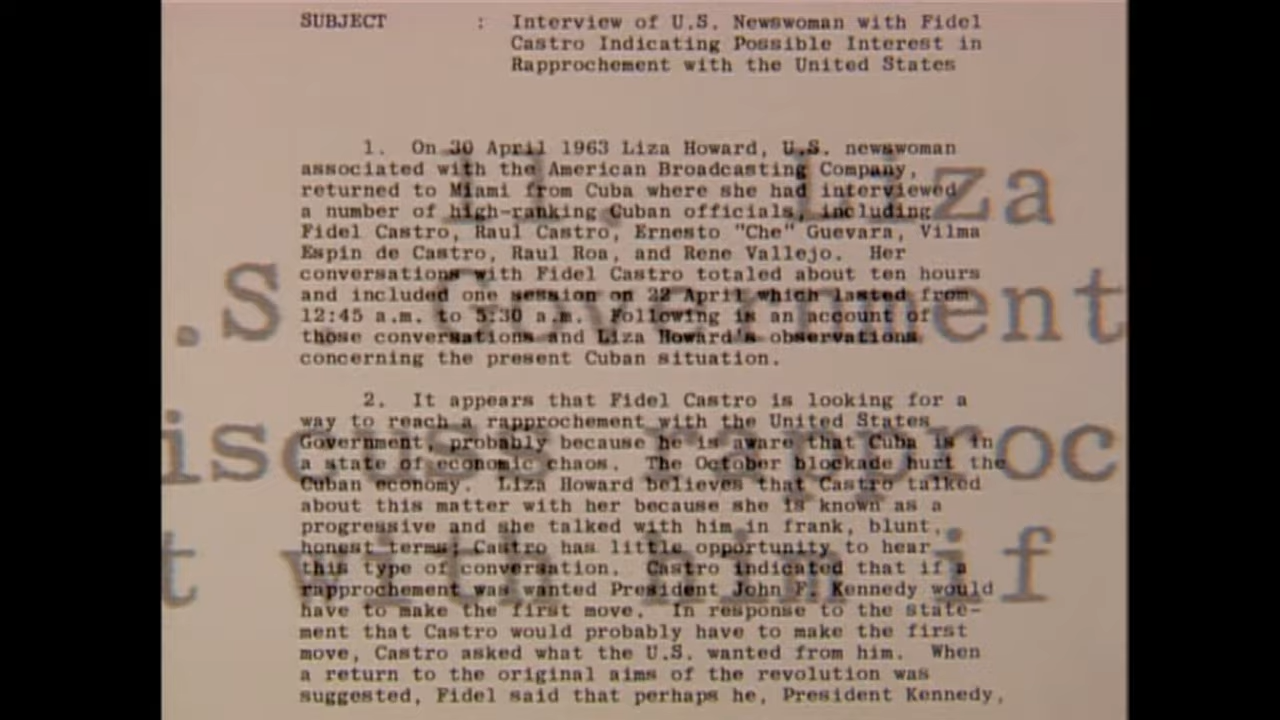 SUBJECT : Interview of U.S. Newswoman with Fidel
Castro Indicating Possible Interest in
Rapprochement with the United States
1. On 30 April 1963 Liza Howard, U.S. newswoman
associated with the American Broadcasting Company,
returned to Miami from Cuba where she had interviewed
a number of high-ranking Cuban officials, including
Fidel Castro, Raul Castro, Ernesto "Che" Guevara, Vilma
Espin de Castro, Raul Roa, and Rene Vallejo. Her
conversations with Fidel Castro totaled about ten hours
and included one session on 22 April which lasted from
12:45 a.m. to 5:30 a.m. Following is an account of
those conversations and Liza Howard's observations
concerning the present Cuban situation.
2. It appears that Fidel Castro is looking for a
way to reach a rapprochement with the United States
Government, probably because he is aware that Cuba is in
a state of economic chaos. The October blockade hurt the
Cuban economy. Liza Howard believes that Castro talked
about this matter with her because she is known as a
progressive and she talked with him in frank, blunt,
honest terms; Castro has little opportunity to hear
this type of conversation. Castro indicated that if a
rapprochement was wanted President John F. Kennedy would
have to make the first move. In response to the state-
ment that Castro would probably have to make the first
move, Castro asked what the U.S. wanted from him. When
a return to the original aims of the revolution was
suggested, Fidel said that perhaps he, President Kennedy,
11. Liza
.S. Government
iscuss rapproc
t with him if